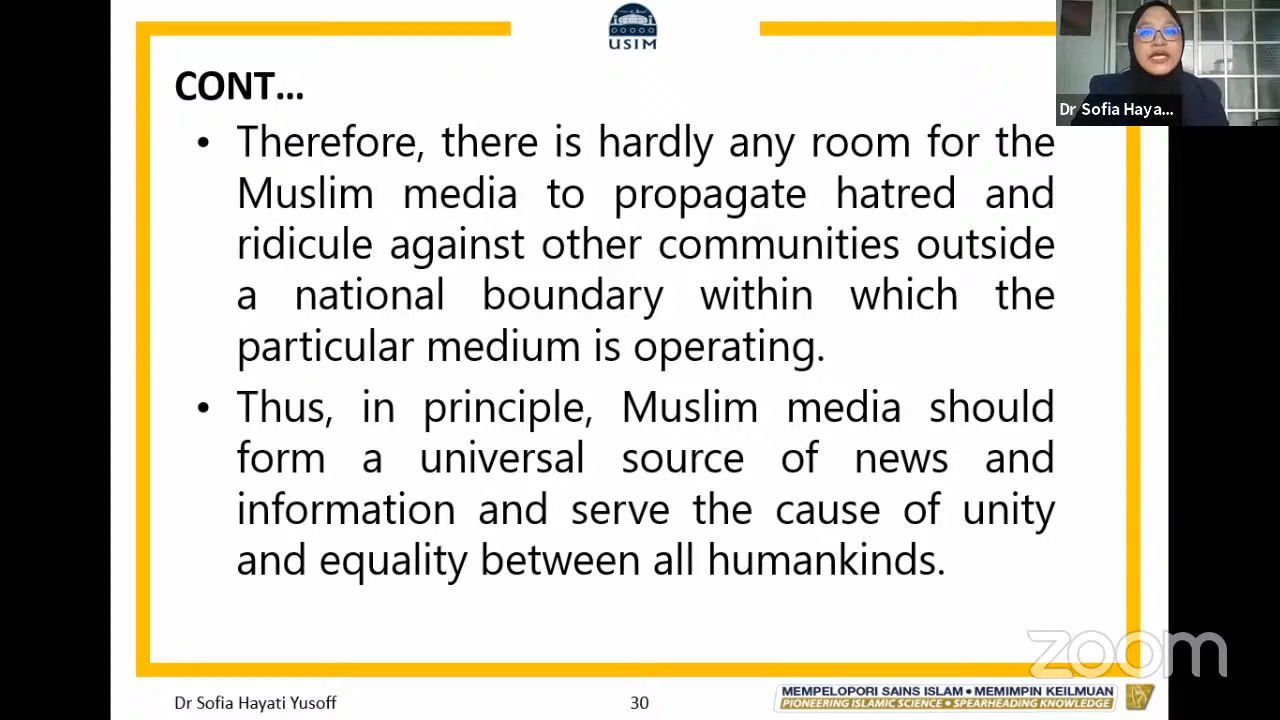 USIM
Dr Sofia Haya...
CONT...
• Therefore, there is hardly any room for the
Muslim media to propagate hatred and
ridicule against other communities outside
a national boundary within which the
particular medium is operating.
• Thus, in principle, Muslim media should
form a universal source of news and
information and serve the cause of unity
and equality between all humankinds.
zoom
Dr Sofia Hayati Yusoff
30
MEMPELOPORI SAINS ISLAM • MEMIMPIN KEILMUAN
PIONEERING ISLAMIC SCIENCE • SPEARHEADING KNOWLEDGE